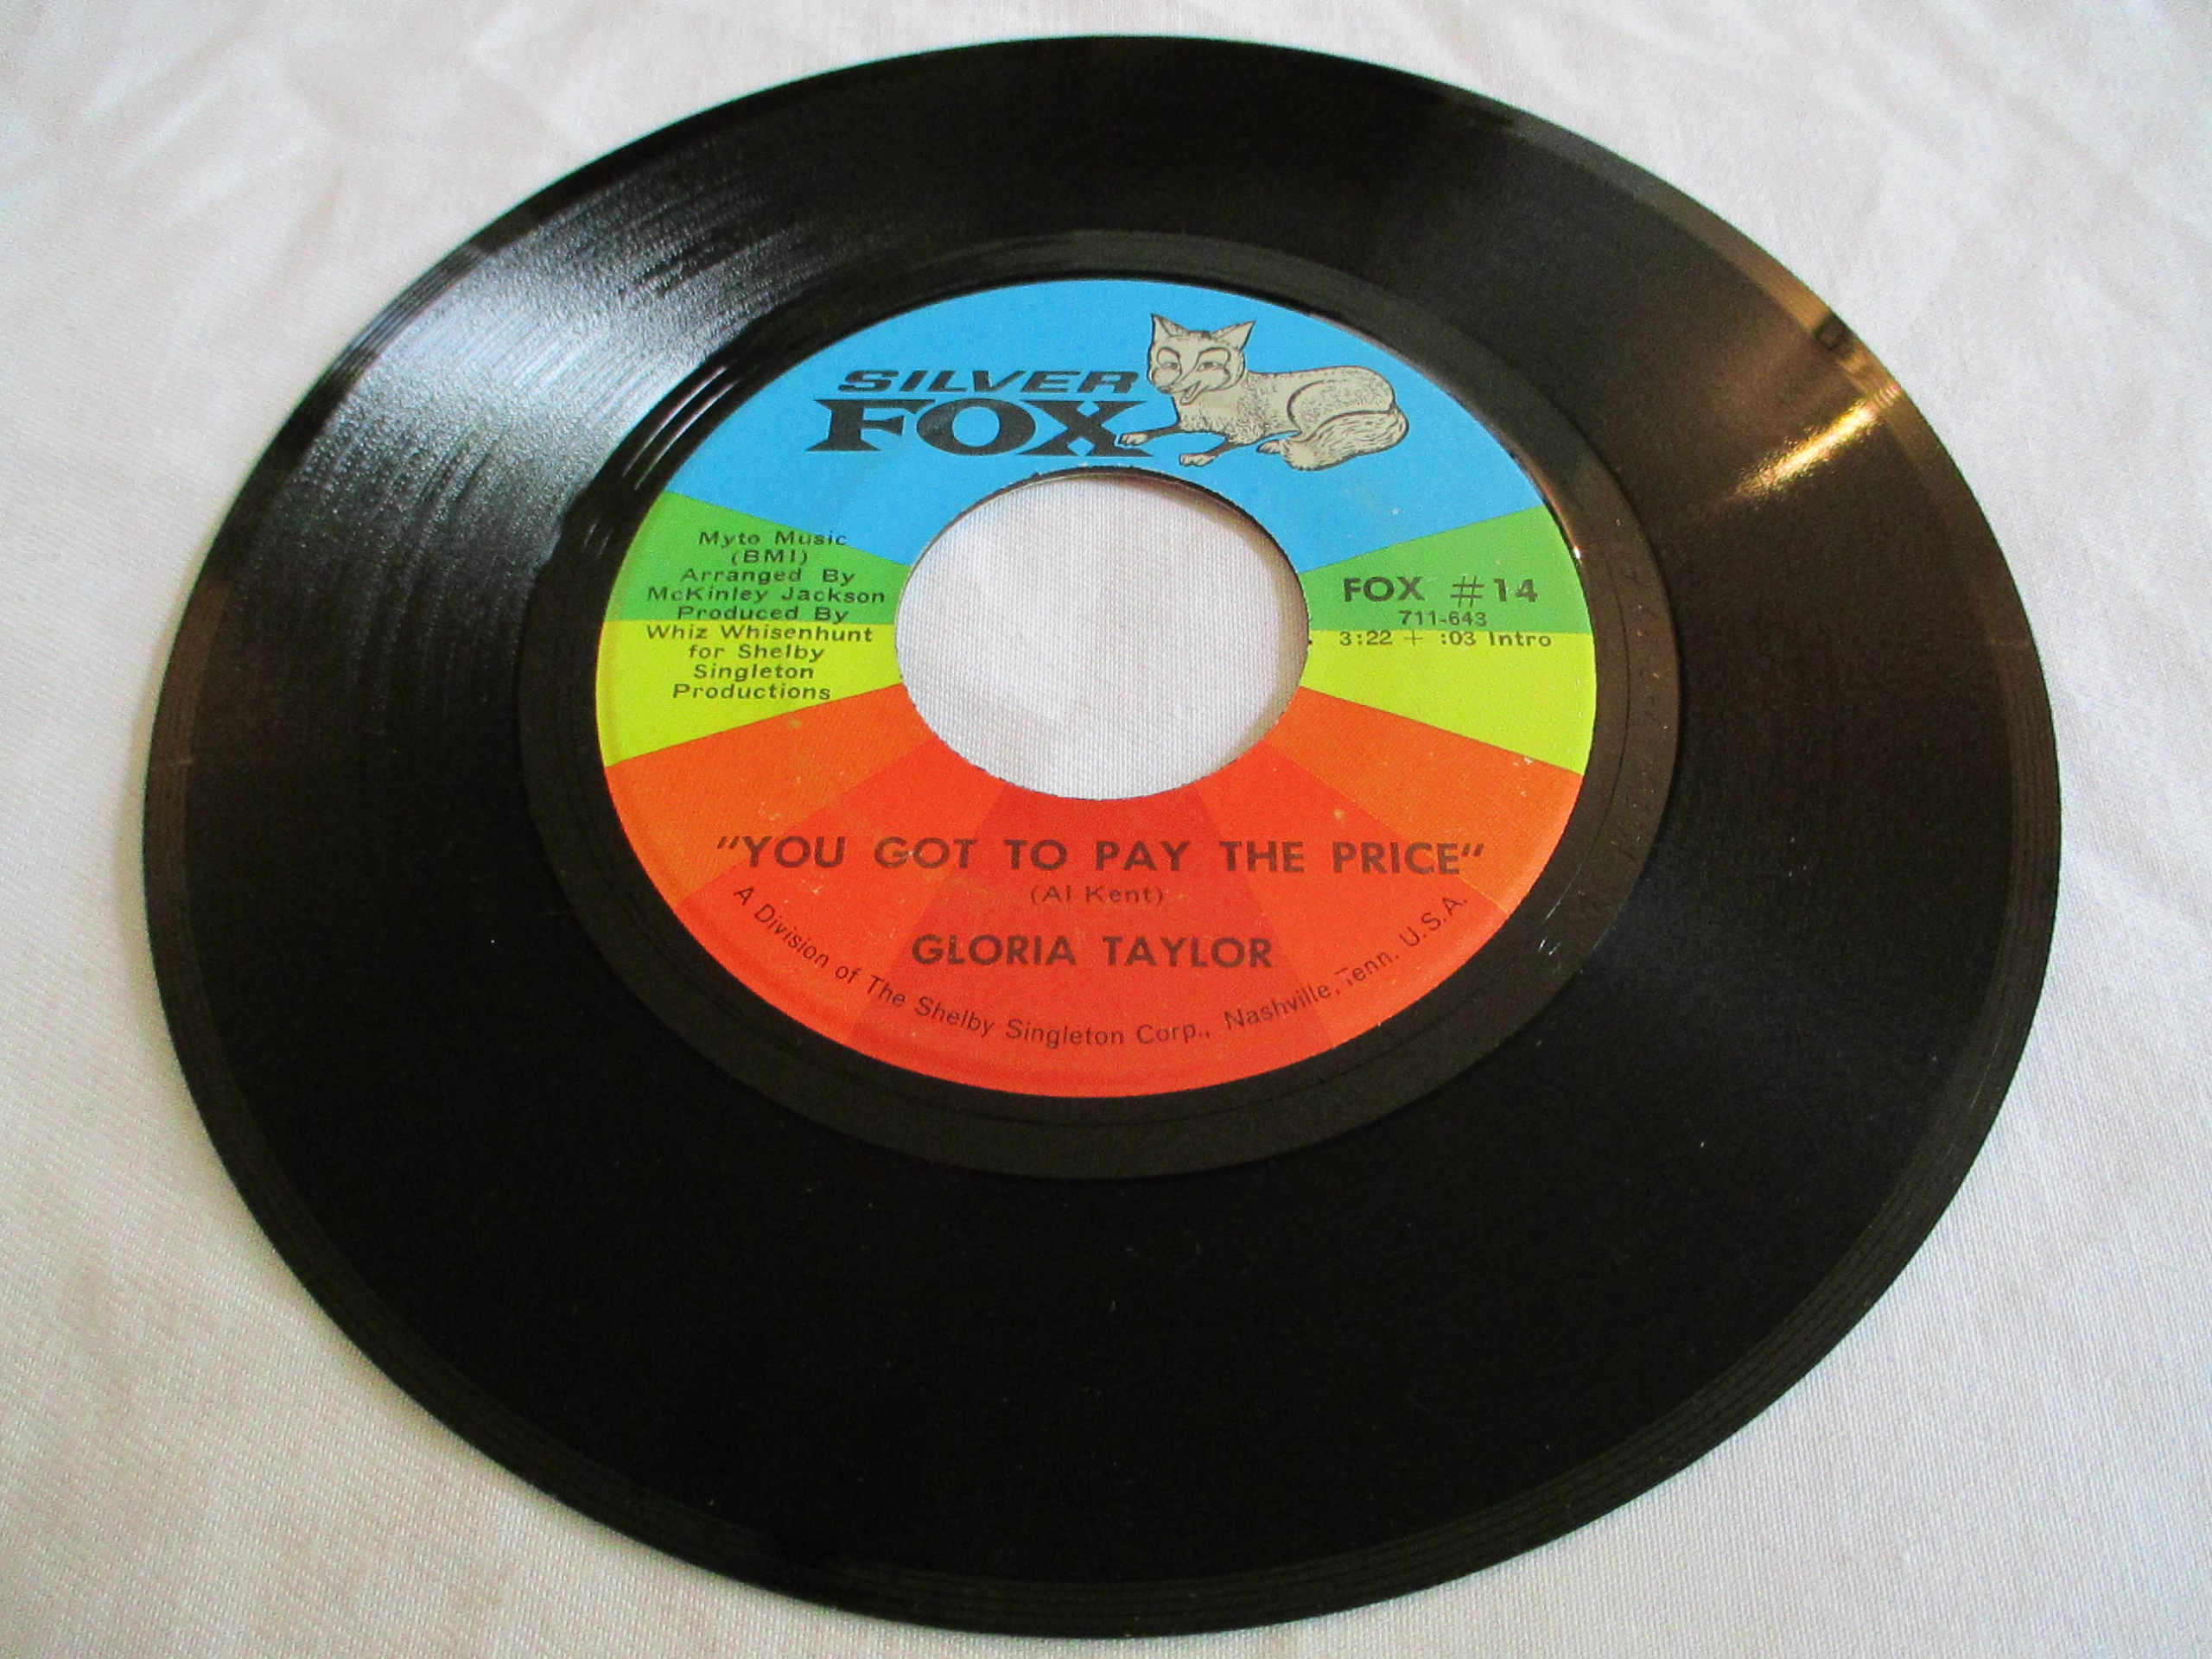 SILVER
FOX
Myto Music
(BMI)
Arranged By
McKinley Jackson
Produced By
Whiz Whisenhunt
for Shelby
Singleton
Productions
FOX #14
711-643
3:22 + :03 Intro
"YOU GOT TO PAY THE PRICE"
(Al Kent)
GLORIA TAYLOR
A Division of The Shelby Singleton Corp., Nashville, Tenn. U.S.A.